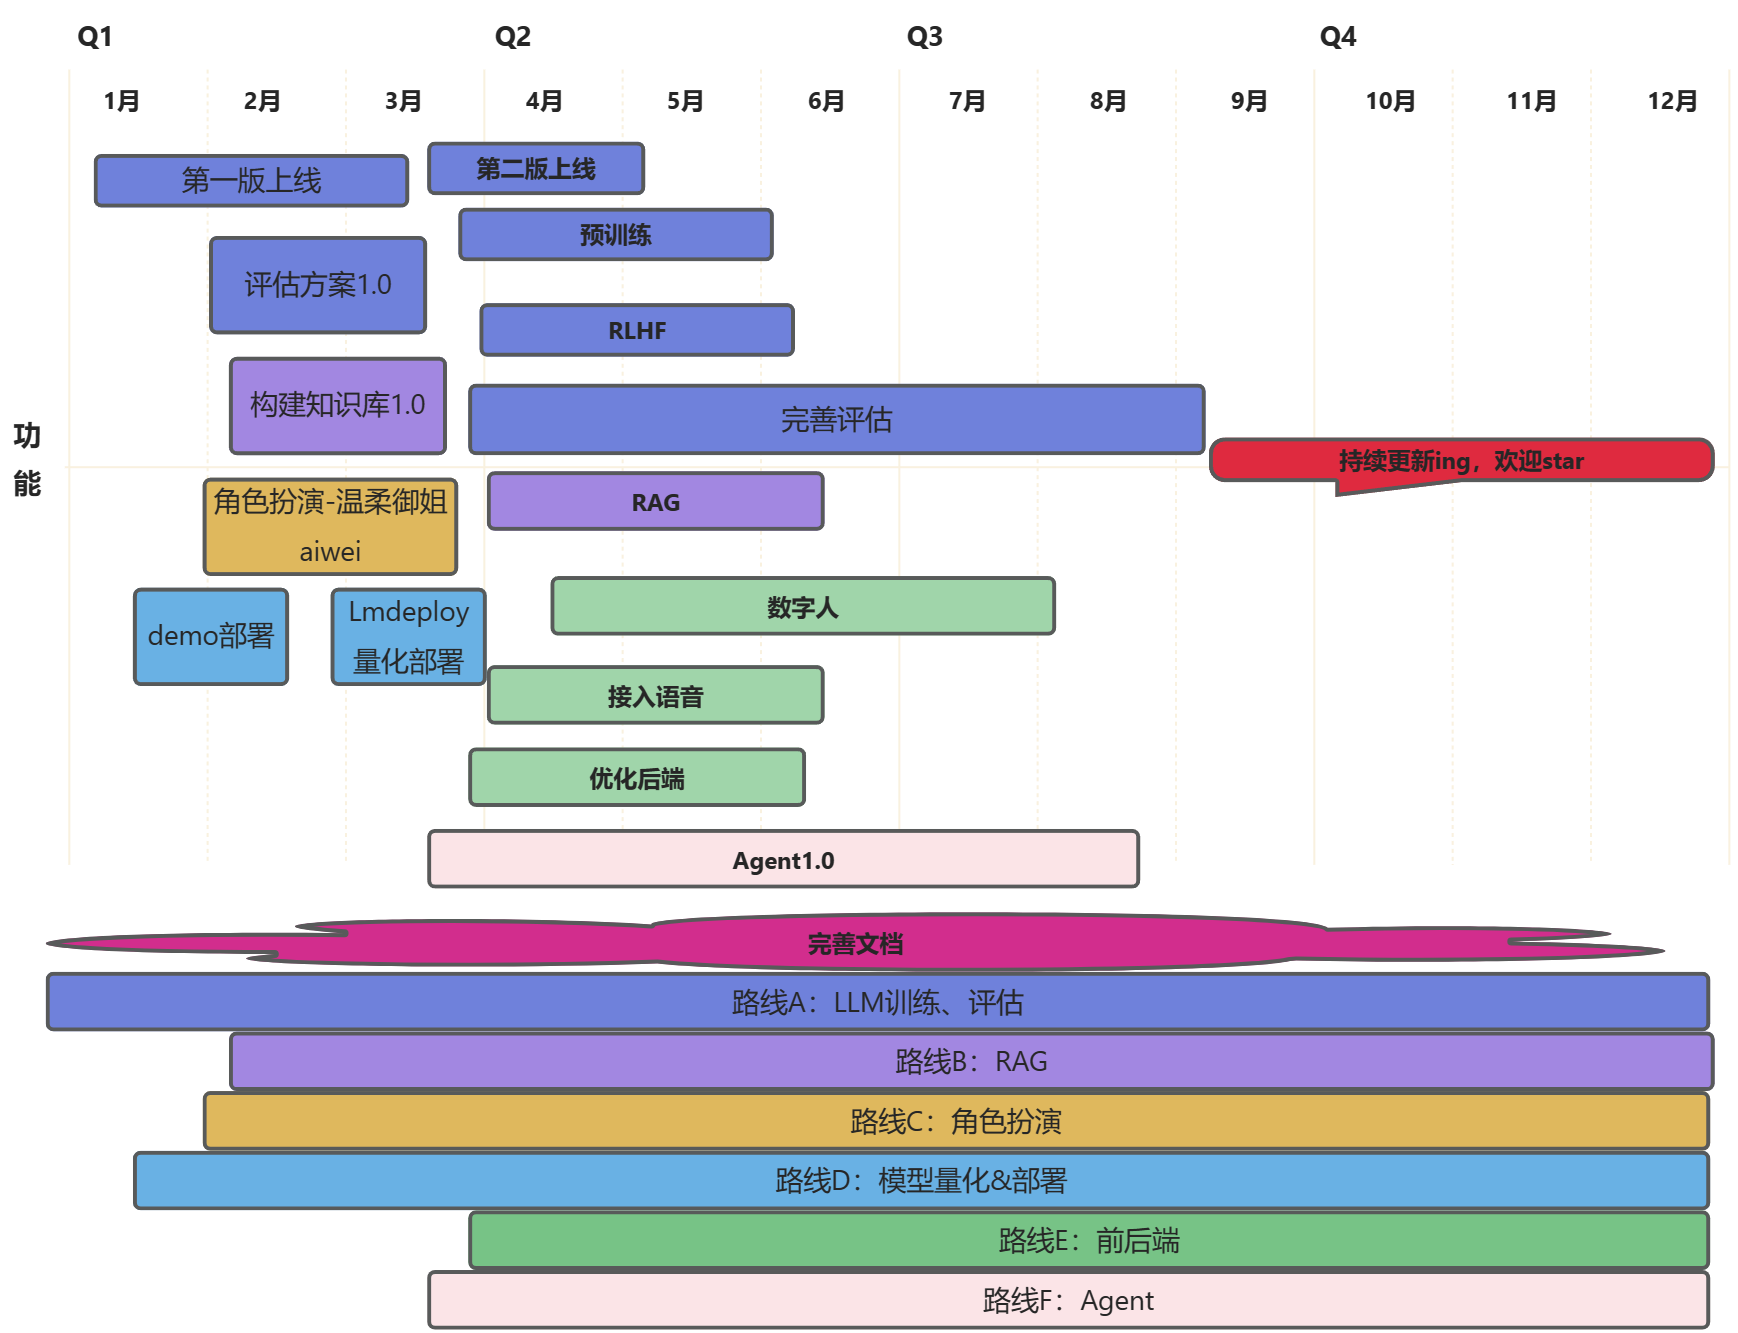 Q1
Q2
Q3
Q4
1月
2月
3月
4月
5月
6月
7月
8月
9月
10月
11月
12月
第一版上线
第二版上线
预训练
评估方案1.0
RLHF
构建知识库1.0
完善评估
功
能
持续更新ing，欢迎star
角色扮演-温柔御姐
aiwei
RAG
demo部署
Lmdeploy
量化部署
数字人
接入语音
优化后端
Agent1.0
完善文档
路线A：LLM训练、评估
路线B：RAG
路线C：角色扮演
路线D：模型量化&部署
路线E：前后端
路线F：Agent